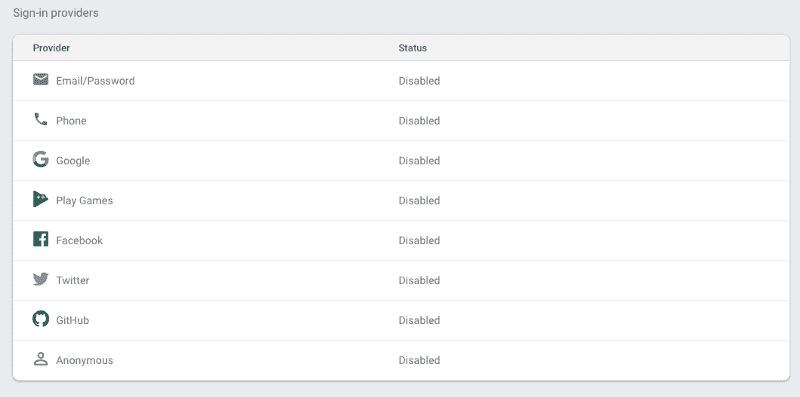 Sign-in providers
Provider Status
Email/Password Disabled
Phone Disabled
Google Disabled
Play Games Disabled
Facebook Disabled
Twitter Disabled
GitHub Disabled
Anonymous Disabled